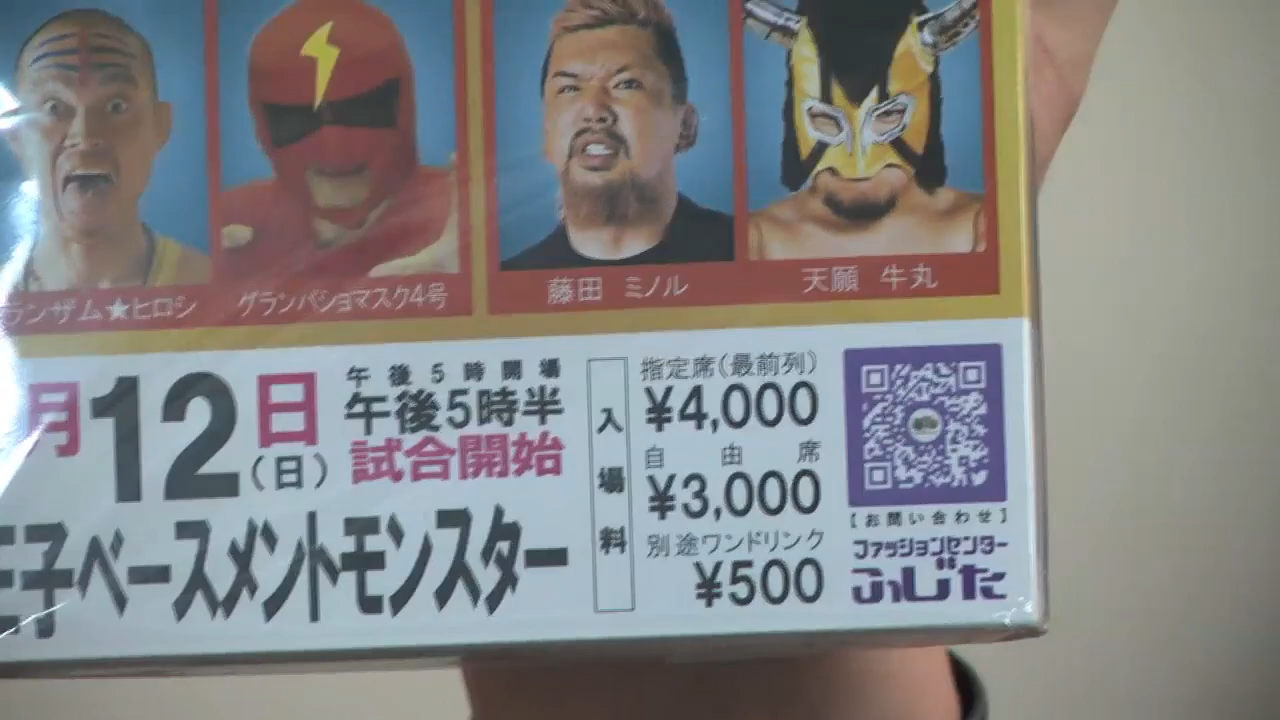 ランザム★ヒロシ
グランパショマスク4号
藤田 ミノル
天願 牛丸
月12日(日)
午後5時開場
午後5時半
試合開始
王子ベースメントモンスター
入場料
指定席(最前列)
¥4,000
自由席
¥3,000
別途ワンドリンク
¥500
【お問い合わせ】
ファッションセンター
ふじた